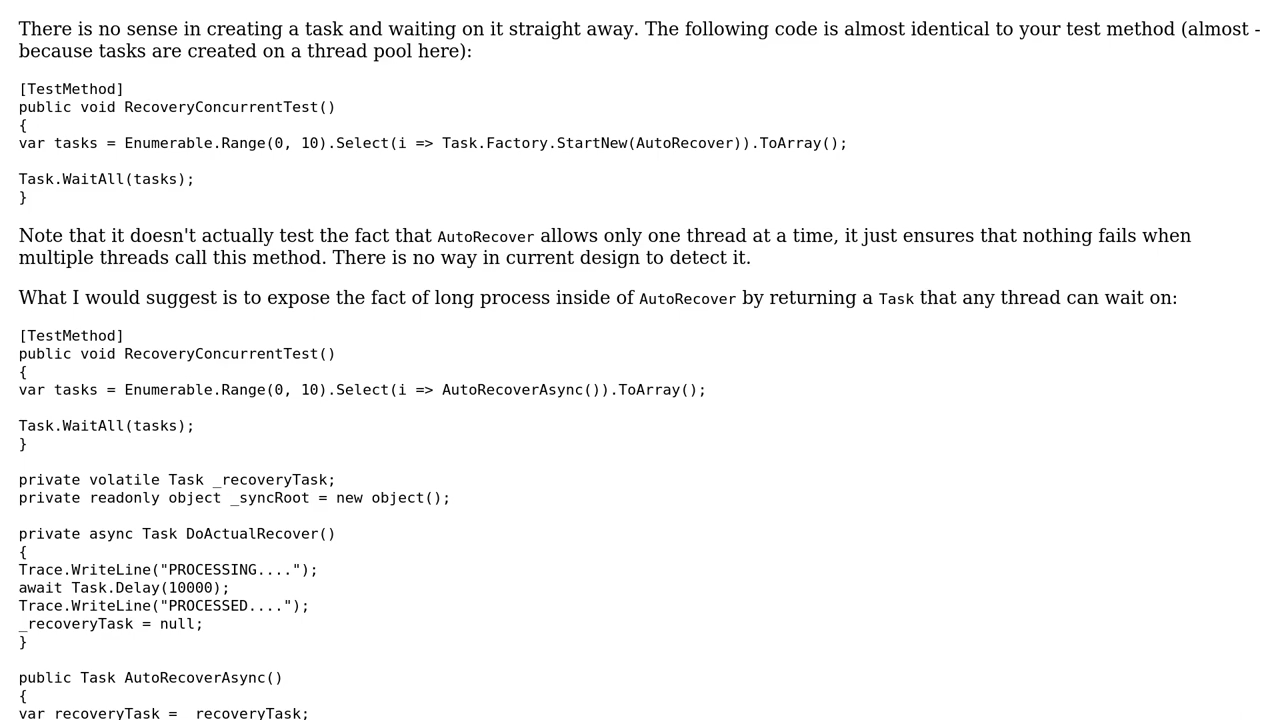 There is no sense in creating a task and waiting on it straight away. The following code is almost identical to your test method (almost -
because tasks are created on a thread pool here):
[TestMethod]
public void RecoveryConcurrentTest()
{
var tasks = Enumerable.Range(0, 10).Select(i => Task.Factory.StartNew(AutoRecover)).ToArray();
Task.WaitAll(tasks);
}
Note that it doesn't actually test the fact that AutoRecover allows only one thread at a time, it just ensures that nothing fails when
multiple threads call this method. There is no way in current design to detect it.
What I would suggest is to expose the fact of long process inside of AutoRecover by returning a Task that any thread can wait on:
[TestMethod]
public void RecoveryConcurrentTest()
{
var tasks = Enumerable.Range(0, 10).Select(i => AutoRecoverAsync()).ToArray();
Task.WaitAll(tasks);
}
private volatile Task _recoveryTask;
private readonly object _syncRoot = new object();
private async Task DoActualRecover()
{
Trace.WriteLine("PROCESSING....");
await Task.Delay(10000);
Trace.WriteLine("PROCESSED....");
_recoveryTask = null;
}
public Task AutoRecoverAsync()
{
var recoveryTask = _recoveryTask;